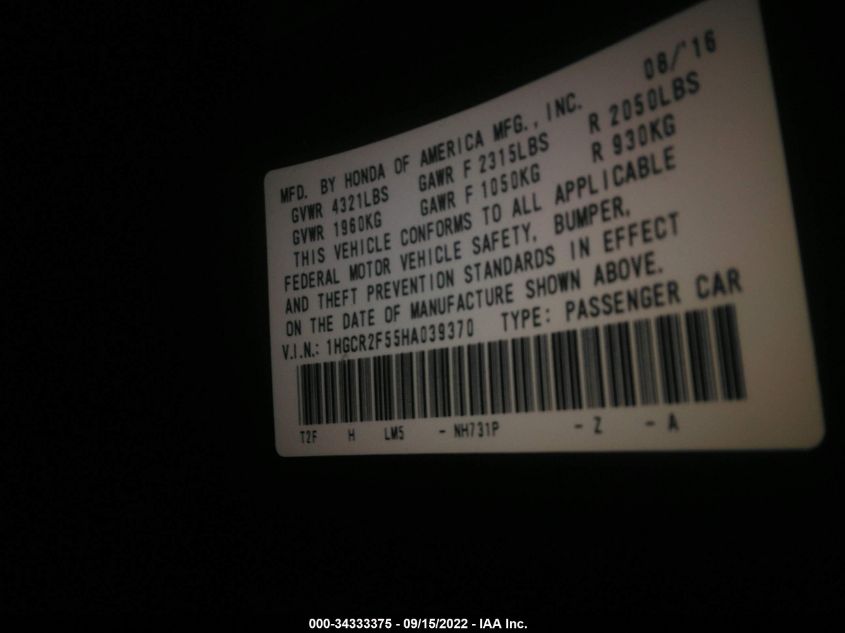 08/'16
MFD. BY HONDA OF AMERICA MFG., INC.
GVWR 4321LBS GAWR F 2315LBS R 2050LBS
GVWR 1960KG GAWR F 1050KG R 930KG
THIS VEHICLE CONFORMS TO ALL APPLICABLE
FEDERAL MOTOR VEHICLE SAFETY, BUMPER,
AND THEFT PREVENTION STANDARDS IN EFFECT
ON THE DATE OF MANUFACTURE SHOWN ABOVE.
V.I.N.: 1HGCR2F55HA039370 TYPE: PASSENGER CAR
T2F H LM5 - NH731P - Z - A
000-34333375 - 09/15/2022 - IAA Inc.